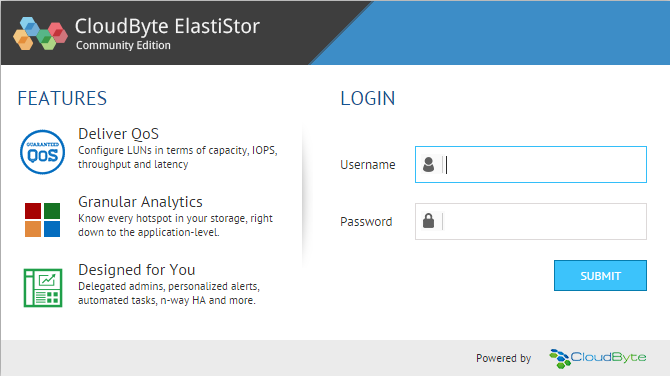 CloudByte ElastiStor
Community Edition
FEATURES
GUARANTEED
QoS
Deliver QoS
Configure LUNs in terms of capacity, IOPS,
throughput and latency
Granular Analytics
Know every hotspot in your storage, right
down to the application-level.
Designed for You
Delegated admins, personalized alerts,
automated tasks, n-way HA and more.
LOGIN
Username
Password
SUBMIT
Powered by
CloudByte